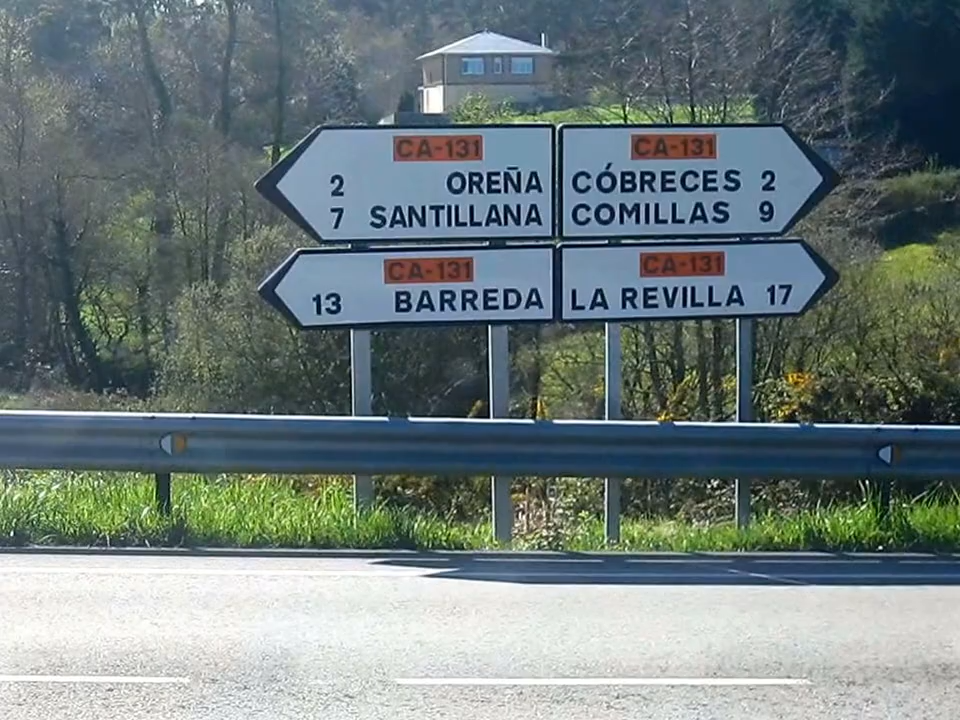 CA-131
2 OREÑA
7 SANTILLANA
CA-131
CÓBRECES 2
COMILLAS 9
CA-131
13 BARREDA
CA-131
LA REVILLA 17